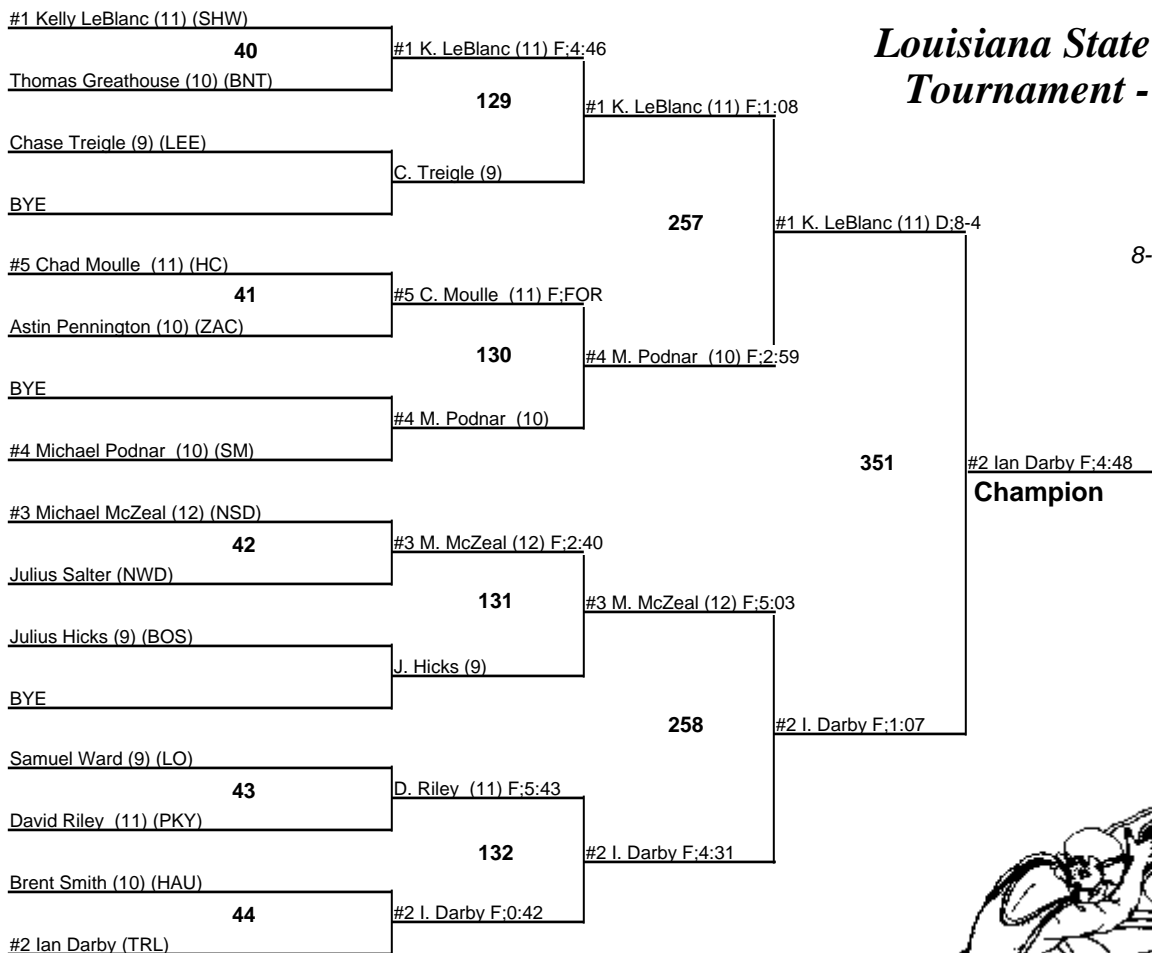 #1 Kelly LeBlanc (11) (SHW)
40
Thomas Greathouse (10) (BNT)
Chase Treigle (9) (LEE)
BYE
#5 Chad Moulle (11) (HC)
41
Astin Pennington (10) (ZAC)
BYE
#4 Michael Podnar (10) (SM)
#3 Michael McZeal (12) (NSD)
42
Julius Salter (NWD)
Julius Hicks (9) (BOS)
BYE
Samuel Ward (9) (LO)
43
David Riley (11) (PKY)
Brent Smith (10) (HAU)
44
#2 Ian Darby (TRL)
#1 K. LeBlanc (11) F;4:46
129
C. Treigle (9)
#5 C. Moulle (11) F;FOR
130
#4 M. Podnar (10)
#3 M. McZeal (12) F;2:40
131
J. Hicks (9)
D. Riley (11) F;5:43
132
#2 I. Darby F;0:42
#1 K. LeBlanc (11) F;1:08
257
#4 M. Podnar (10) F;2:59
#3 M. McZeal (12) F;5:03
258
#2 I. Darby F;4:31
#1 K. LeBlanc (11) D;8-4
351
#2 I. Darby F;1:07
#2 Ian Darby F;4:48
Champion
Louisiana State
Tournament -
8-